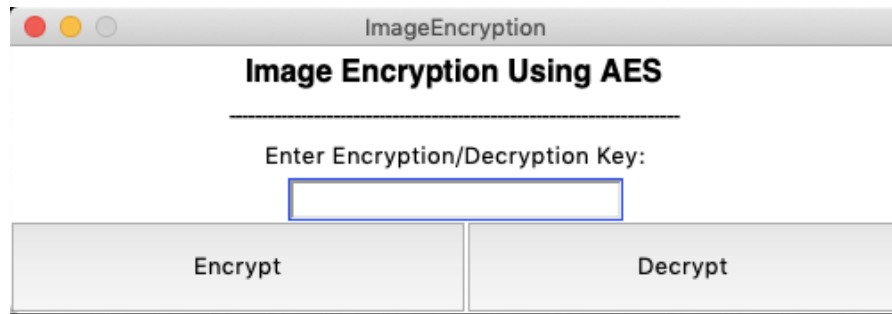 ImageEncryption
Image Encryption Using AES
Enter Encryption/Decryption Key:
Encrypt
Decrypt